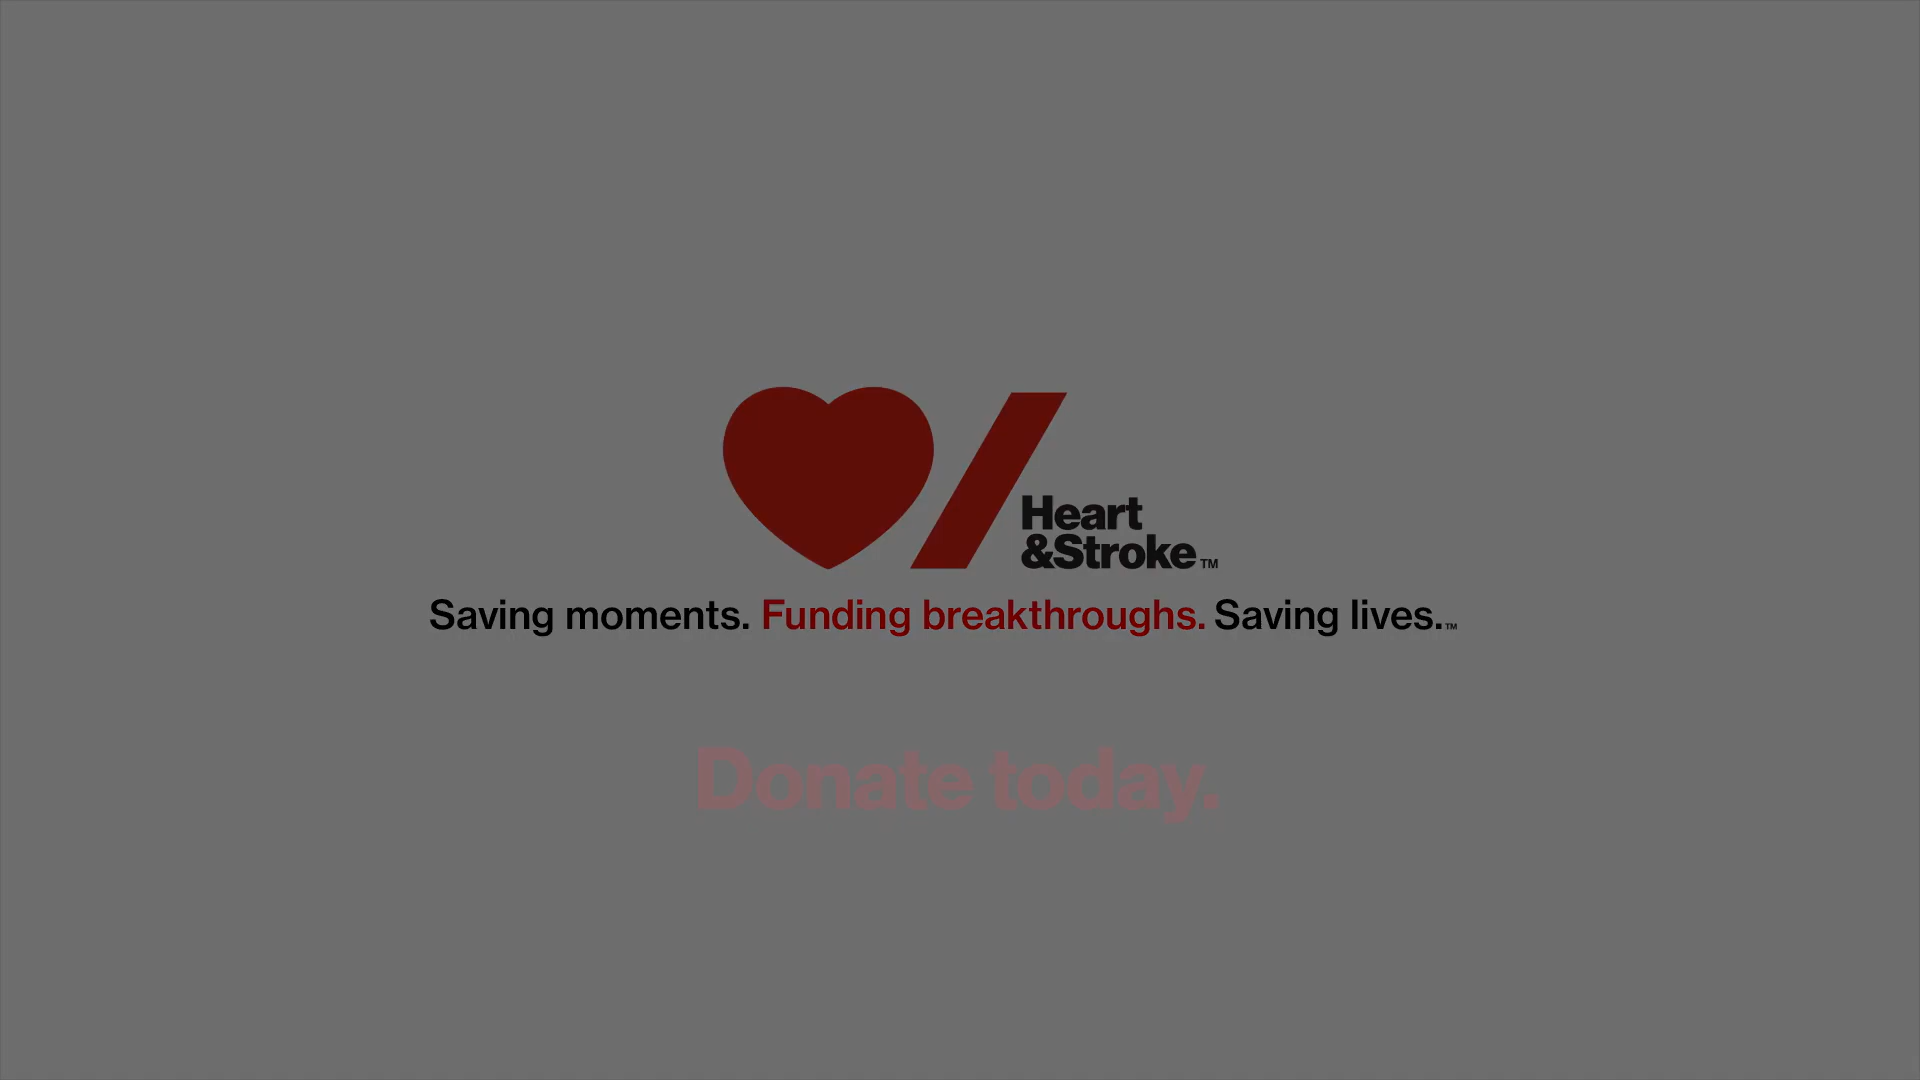 Heart
&Stroke™
Saving moments. Funding breakthroughs. Saving lives.™
Donate today.